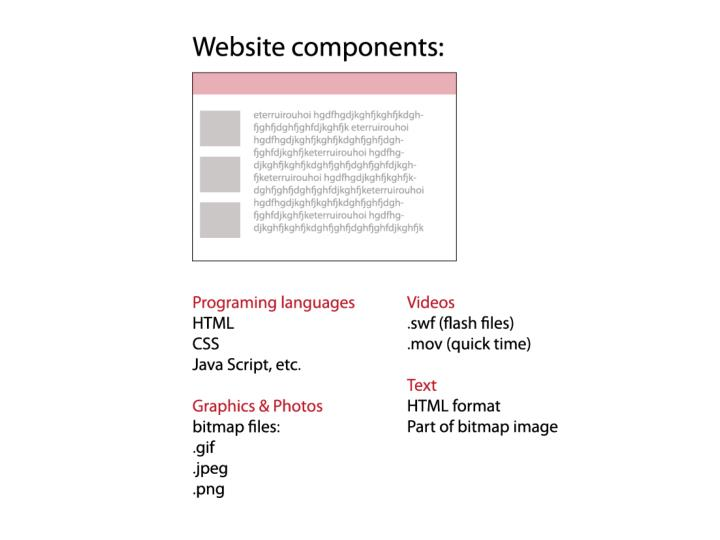 Website components:
eterruirouhoi hgdfhgdjkghfjkghfjkdgh-
fjghfjdghfjghfdjkghfjk eterruirouhoi
hgdfhgdjkghfjkghfjkdghfjghfjdgh-
fjghfdjkghfjketerruirouhoi hgdfhg-
djkghfjkghfjkdghfjghfjdghfjghfdjkgh-
fjketerruirouhoi hgdfhgdjkghfjkghfjk-
dghfjghfjdghfjghfdjkghfjketerruirouhoi
hgdfhgdjkghfjkghfjkdghfjghfjdgh-
fjghfdjkghfjketerruirouhoi hgdfhg-
djkghfjkghfjkdghfjghfjdghfjghfdjkghfjk
Programing languages
HTML
CSS
Java Script, etc.
Graphics & Photos
bitmap files:
.gif
.jpeg
.png
Videos
.swf (flash files)
.mov (quick time)
Text
HTML format
Part of bitmap image